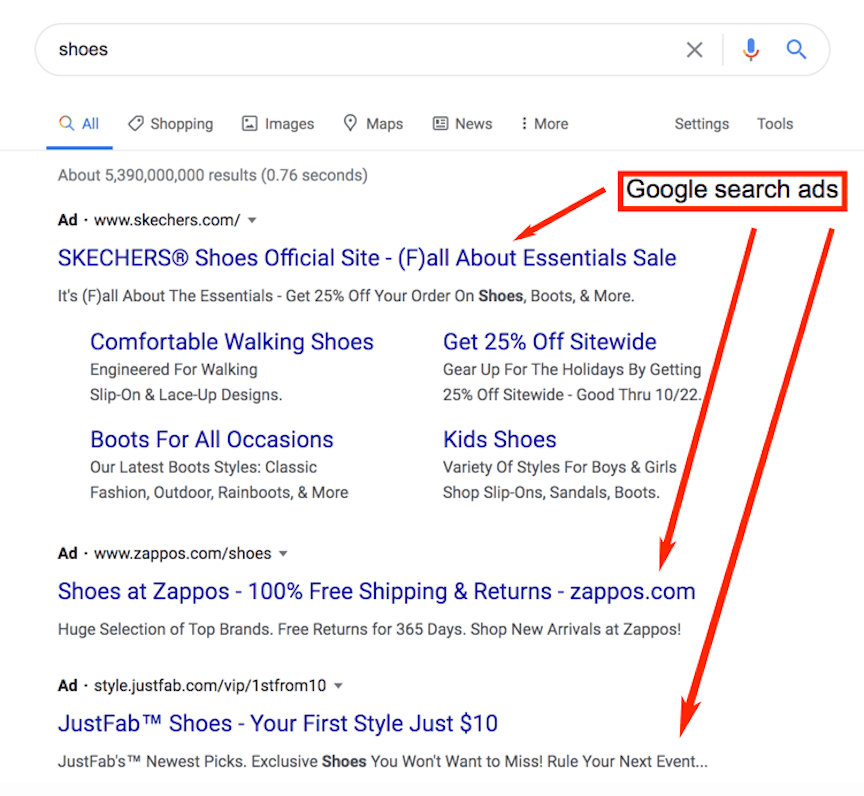 shoes
All Shopping Images Maps News More Settings Tools
About 5,390,000,000 results (0.76 seconds)
Google search ads
Ad · www.skechers.com/
SKECHERS® Shoes Official Site - (F)all About Essentials Sale
It's (F)all About The Essentials - Get 25% Off Your Order On Shoes, Boots, & More.
Comfortable Walking Shoes
Engineered For Walking
Slip-On & Lace-Up Designs.
Get 25% Off Sitewide
Gear Up For The Holidays By Getting
25% Off Sitewide - Good Thru 10/22.
Boots For All Occasions
Our Latest Boots Styles: Classic
Fashion, Outdoor, Rainboots, & More
Kids Shoes
Variety Of Styles For Boys & Girls
Shop Slip-Ons, Sandals, Boots.
Ad · www.zappos.com/shoes
Shoes at Zappos - 100% Free Shipping & Returns - zappos.com
Huge Selection of Top Brands. Free Returns for 365 Days. Shop New Arrivals at Zappos!
Ad · style.justfab.com/vip/1stfrom10
JustFab™ Shoes - Your First Style Just $10
JustFab's™ Newest Picks. Exclusive Shoes You Won't Want to Miss! Rule Your Next Event...